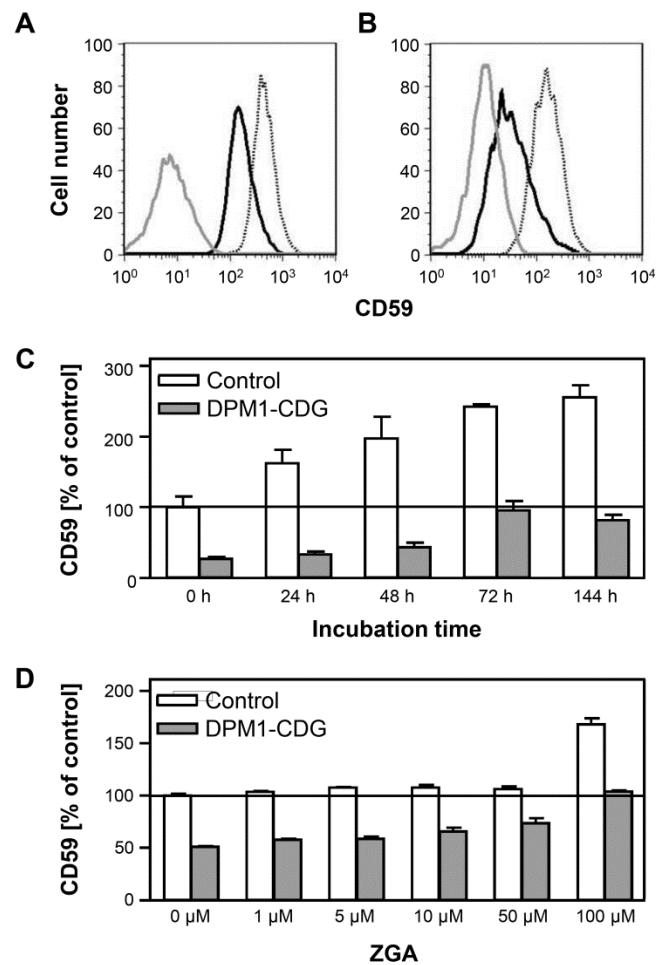 A
B
100
80
60
40
20
0
Cell number
10⁰ 10¹ 10² 10³ 10⁴
100
80
60
40
20
0
10⁰ 10¹ 10² 10³ 10⁴
CD59
C
CD59 [% of control]
300
200
100
0
Control
DPM1-CDG
0 h 24 h 48 h 72 h 144 h
Incubation time
D
CD59 [% of control]
200
150
100
50
0
Control
DPM1-CDG
0 µM 1 µM 5 µM 10 µM 50 µM 100 µM
ZGA